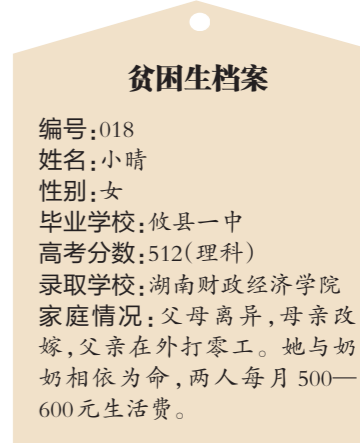 贫困生档案
编号:018
姓名:小晴
性别:女
毕业学校:攸县一中
高考分数:512(理科)
录取学校:湖南财政经济学院
家庭情况:父母离异,母亲改
嫁,父亲在外打零工。她与奶
奶相依为命,两人每月500—
600元生活费。